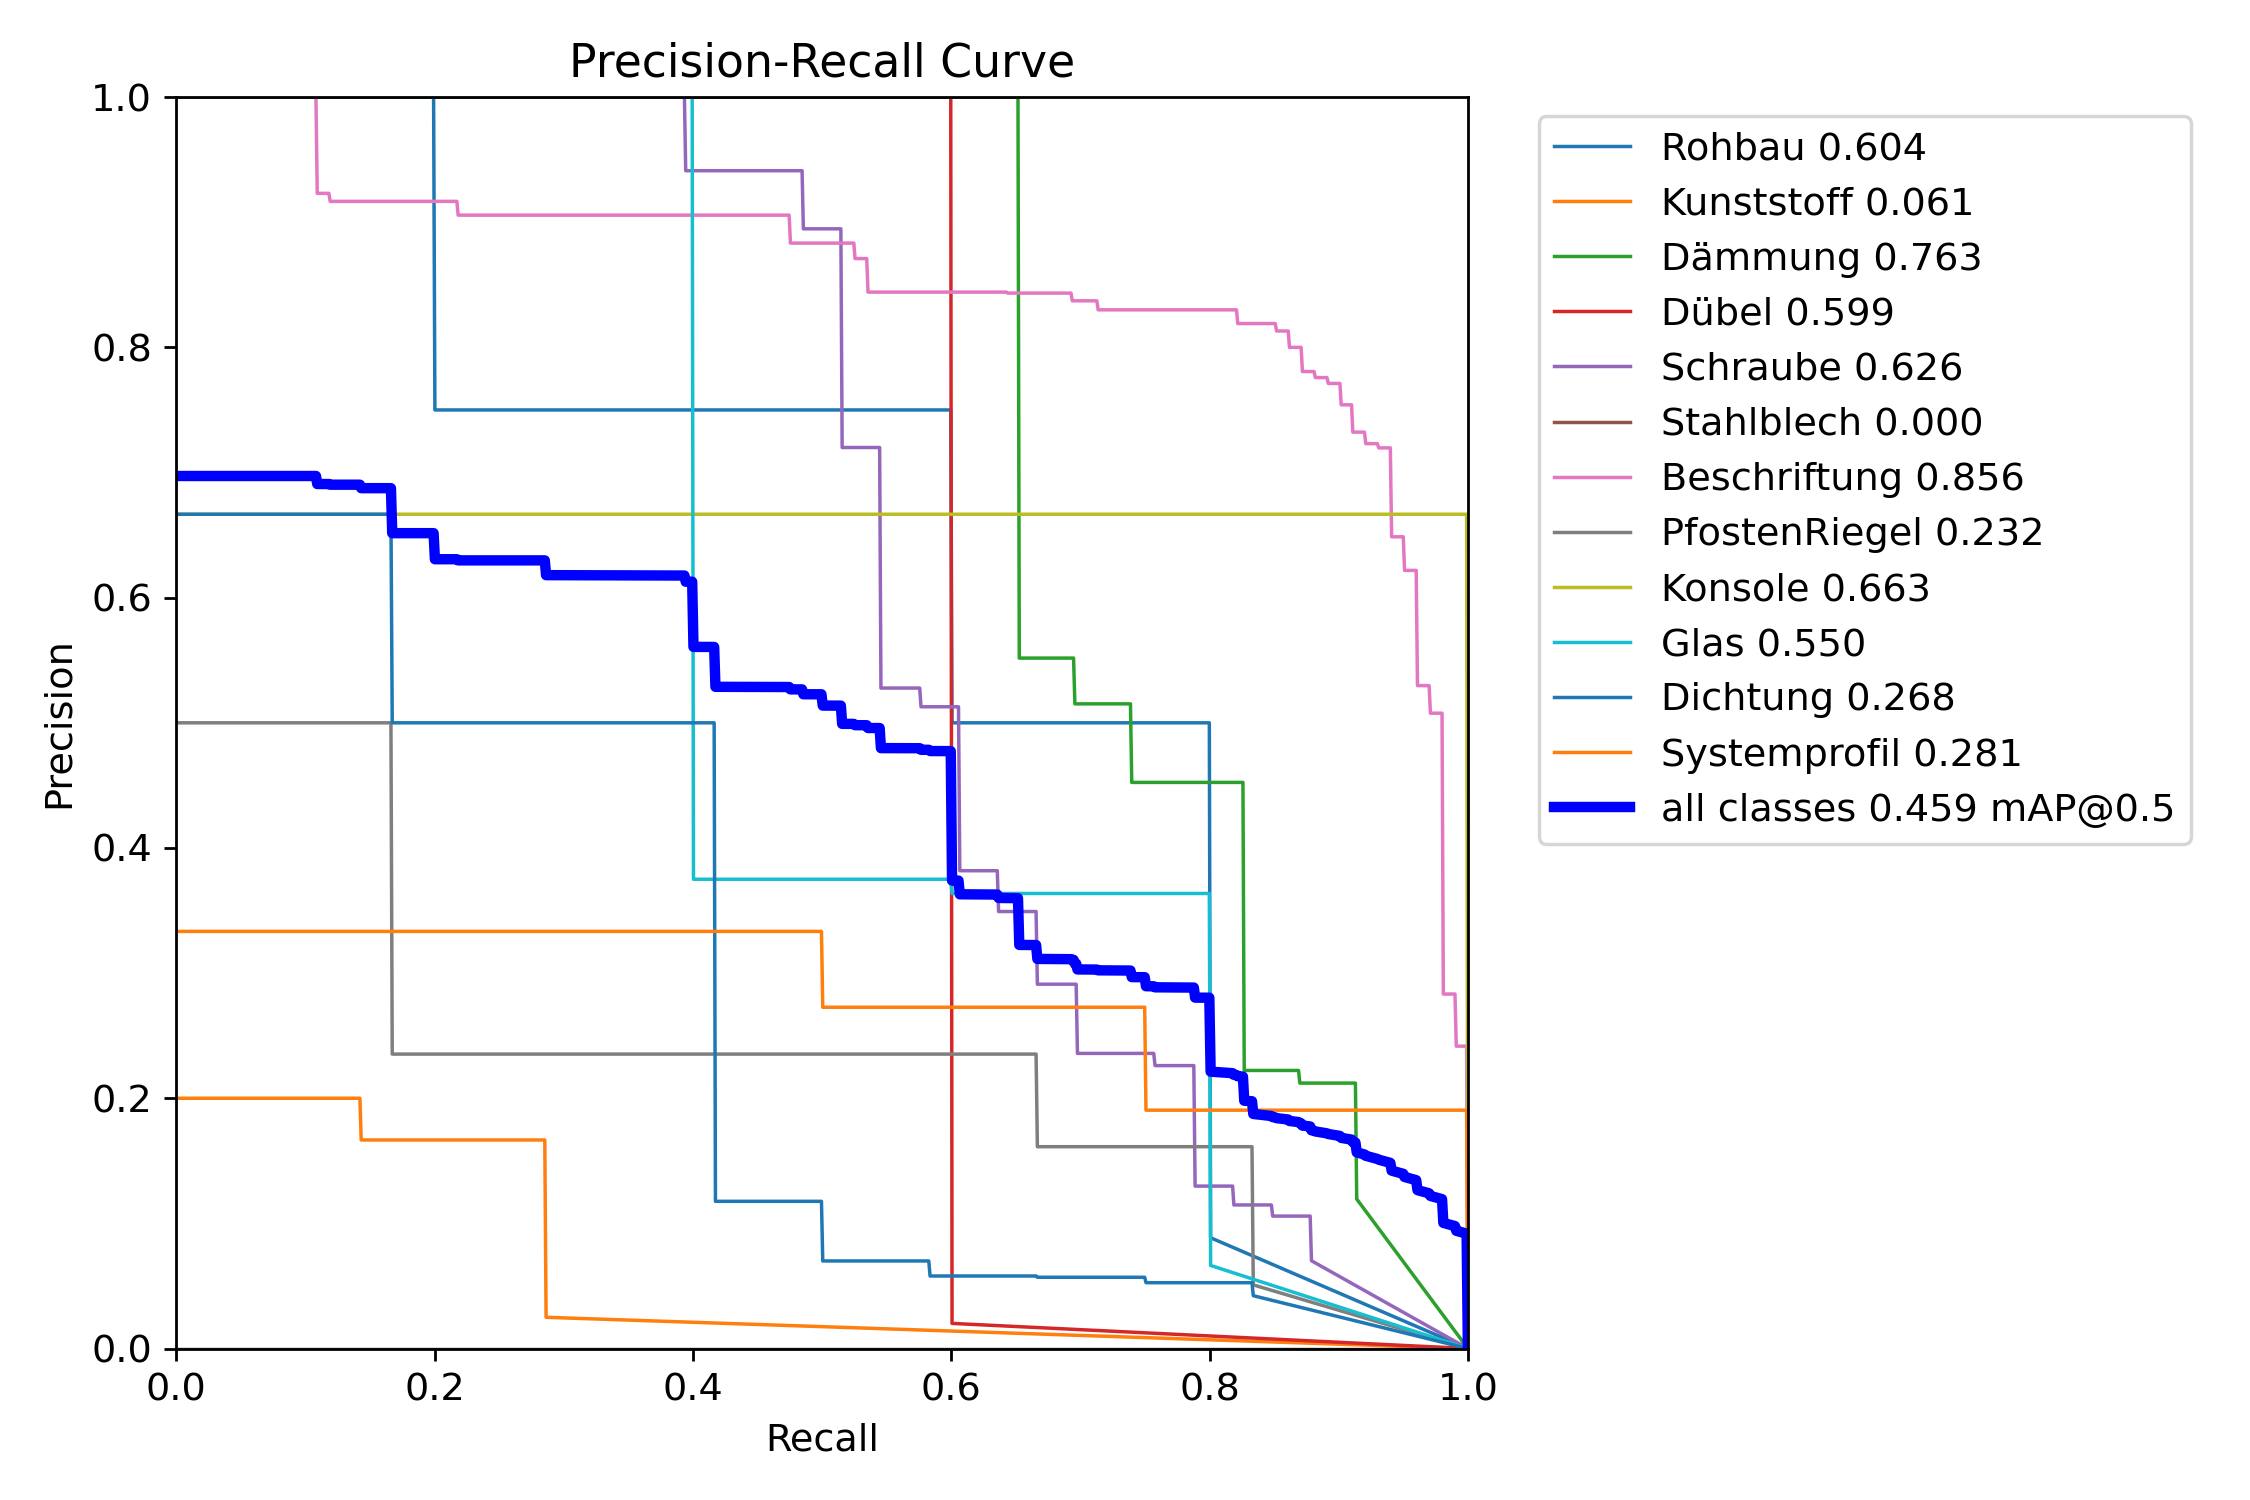 Precision-Recall Curve
1.0
0.8
0.6
0.4
0.2
0.0
Precision
0.0 0.2 0.4 0.6 0.8 1.0
Recall
Rohbau 0.604
Kunststoff 0.061
Dämmung 0.763
Dübel 0.599
Schraube 0.626
Stahlblech 0.000
Beschriftung 0.856
PfostenRiegel 0.232
Konsole 0.663
Glas 0.550
Dichtung 0.268
Systemprofil 0.281
all classes 0.459 mAP@0.5